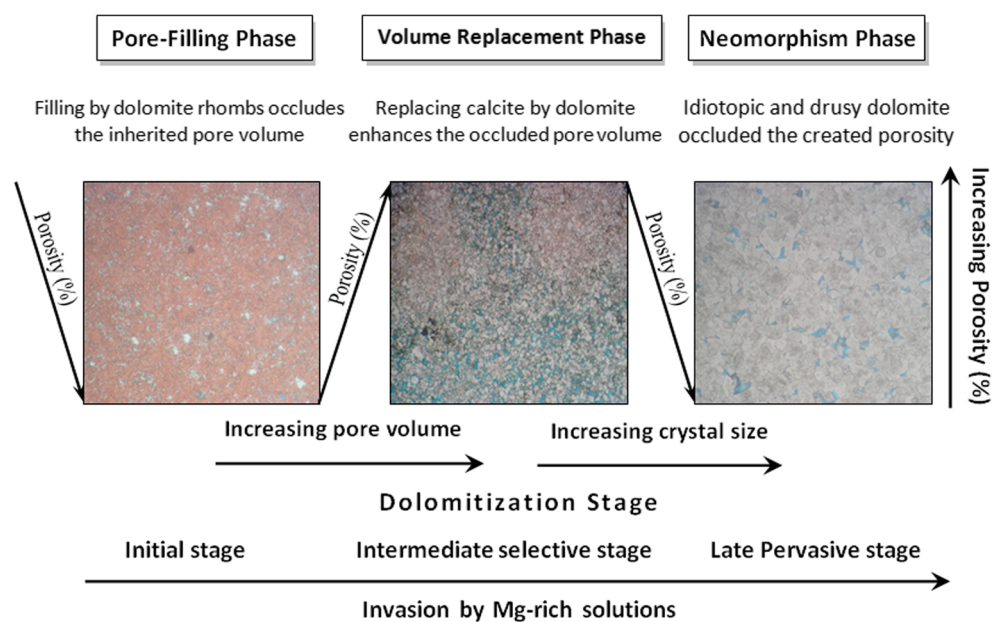 Pore-Filling Phase
Volume Replacement Phase
Neomorphism Phase
Filling by dolomite rhombs occludes
the inherited pore volume
Replacing calcite by dolomite
enhances the occluded pore volume
Idiotopic and drusy dolomite
occluded the created porosity
Porosity (%)
Porosity (%)
Porosity (%)
Increasing Porosity (%)
Increasing pore volume
Increasing crystal size
Dolomitization Stage
Initial stage
Intermediate selective stage
Late Pervasive stage
Invasion by Mg-rich solutions